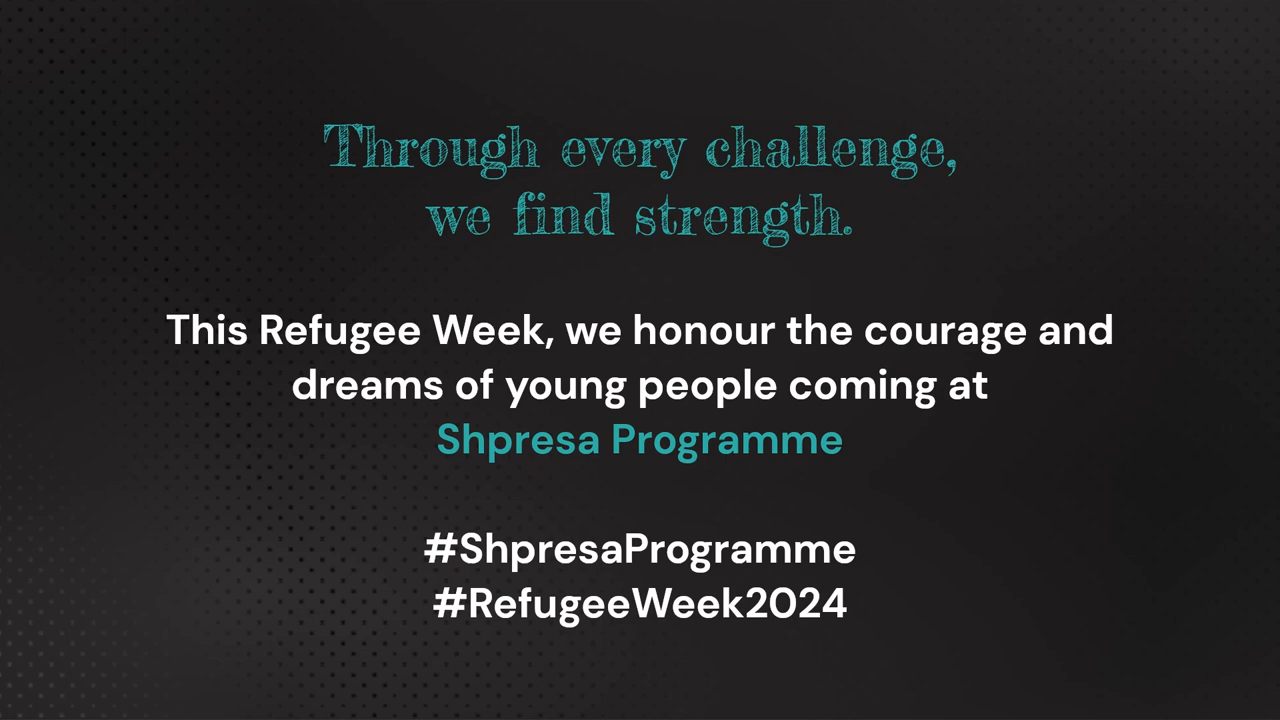 Through every challenge,
we find strength.
This Refugee Week, we honour the courage and
dreams of young people coming at
Shpresa Programme
#ShpresaProgramme
#RefugeeWeek2024